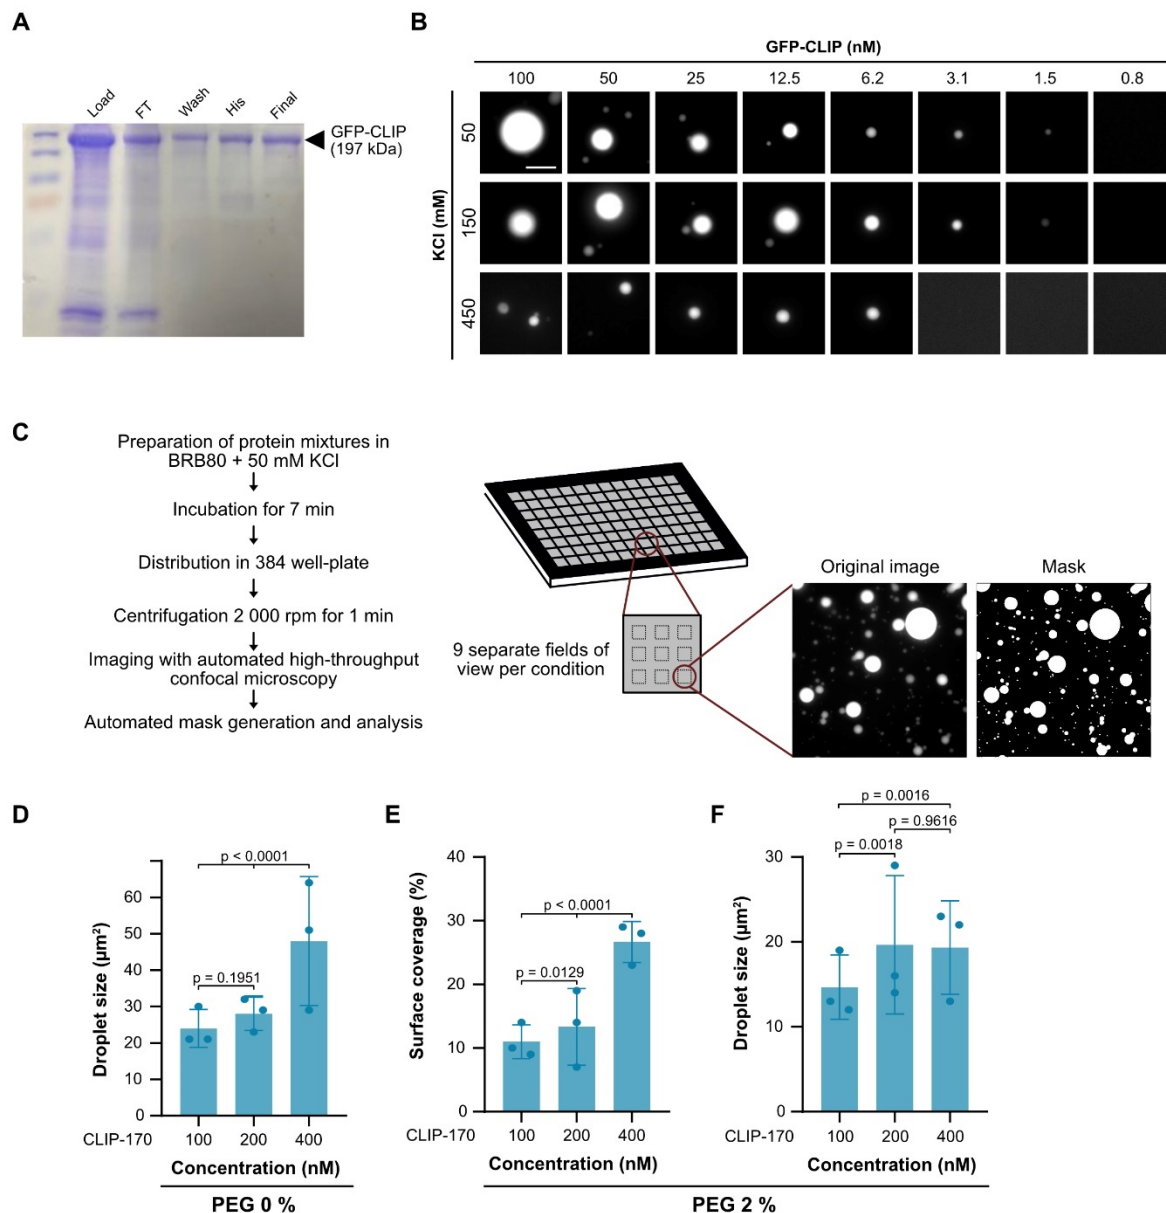 A
Load
FT
Wash
His
Final
GFP-CLIP
(197 kDa)
B
GFP-CLIP (nM)
100
50
25
12.5
6.2
3.1
1.5
0.8
KCl (mM)
50
150
450
C
Preparation of protein mixtures in
BRB80 + 50 mM KCl
Incubation for 7 min
Distribution in 384 well-plate
Centrifugation 2 000 rpm for 1 min
Imaging with automated high-throughput
confocal microscopy
Automated mask generation and analysis
9 separate fields of
view per condition
Original image
Mask
D
Droplet size (µm²)
60
50
40
30
20
10
0
p < 0.0001
p = 0.1951
CLIP-170
100
200
400
Concentration (nM)
PEG 0 %
E
Surface coverage (%)
40
30
20
10
0
p < 0.0001
p = 0.0129
CLIP-170
100
200
400
Concentration (nM)
F
Droplet size (µm²)
30
20
10
0
p = 0.0016
p = 0.9616
p = 0.0018
CLIP-170
100
200
400
Concentration (nM)
PEG 2 %